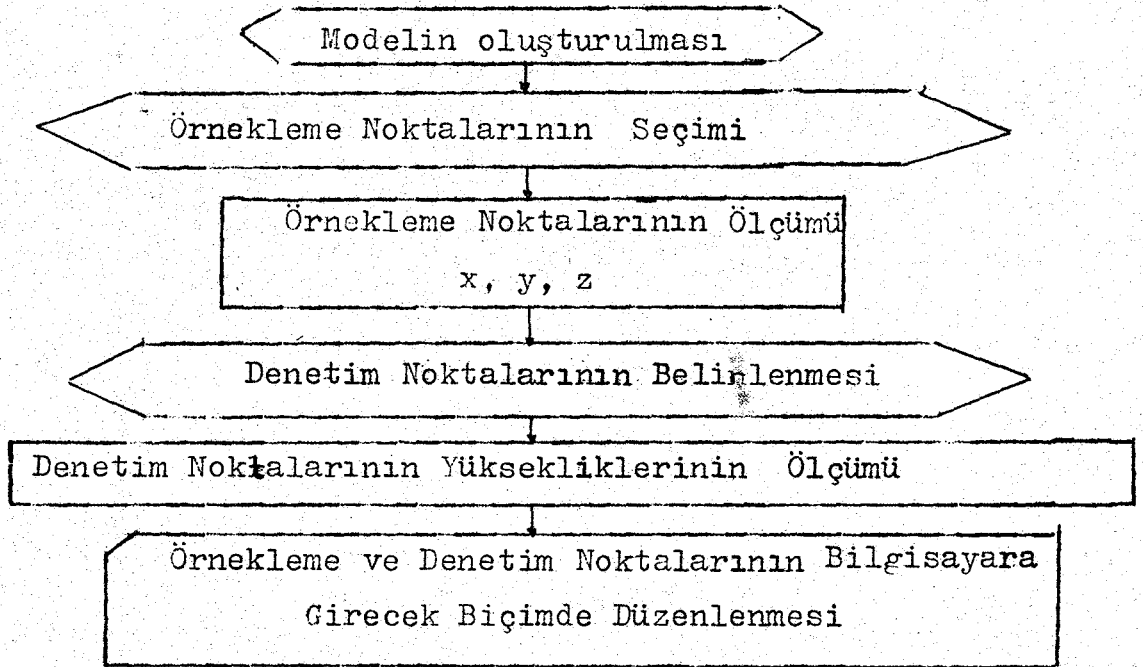 Modelin oluşturulması
Örnekleme Noktalarının Seçimi
Örnekleme Noktalarının Ölçümü
x, y, z
Denetim Noktalarının Belinlenmesi
Denetim Noktalarının Yüksekliklerinin Ölçümü
Örnekleme ve Denetim Noktalarının Bilgisayara
Girecek Biçimde Düzenlenmesi